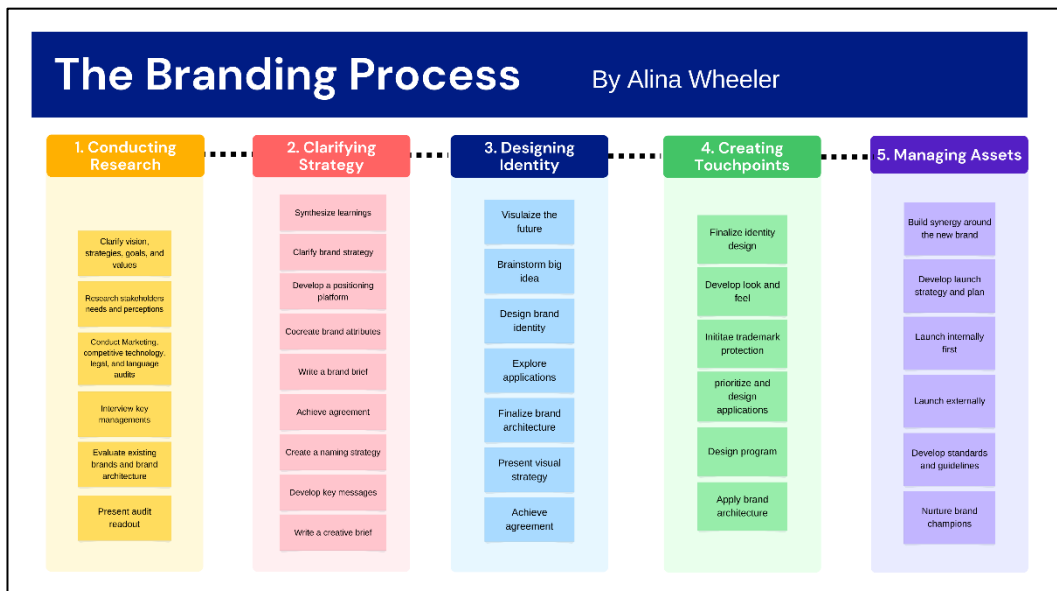 The Branding Process
By Alina Wheeler
1. Conducting
Research
Clarify vision,
strategies, goals, and
values
Research stakeholders
needs and perceptions
Conduct Marketing,
competitive technology,
legal, and language
audits
Interview key
managements
Evaluate existing
brands and brand
architecture
Present audit
readout
2. Clarifying
Strategy
Synthesize learnings
Clarify brand strategy
Develop a positioning
platform
Cocreate brand attributes
Write a brand brief
Achieve agreement
Create a naming strategy
Develop key messages
Write a creative brief
3. Designing
Identity
Visulaize the
future
Brainstorm big
idea
Design brand
identity
Explore
applications
Finalize brand
architecture
Present visual
strategy
Achieve
agreement
4. Creating
Touchpoints
Finalize identity
design
Develop look and
feel
Inititae trademark
protection
prioritize and
design
applications
Design program
Apply brand
architecture
5. Managing Assets
Build synergy around
the new brand
Develop launch
strategy and plan
Launch internally
first
Launch externally
Develop standards
and guidelines
Nurture brand
champions